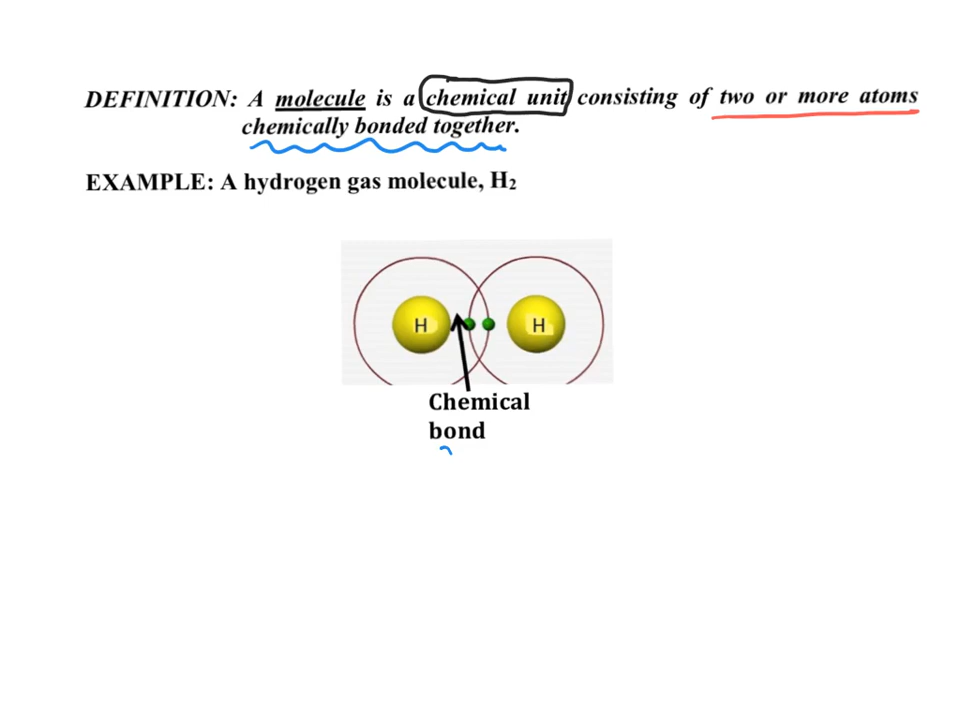 DEFINITION: A molecule is a chemical unit consisting of two or more atoms
chemically bonded together.
EXAMPLE: A hydrogen gas molecule, H₂
H H
Chemical
bond